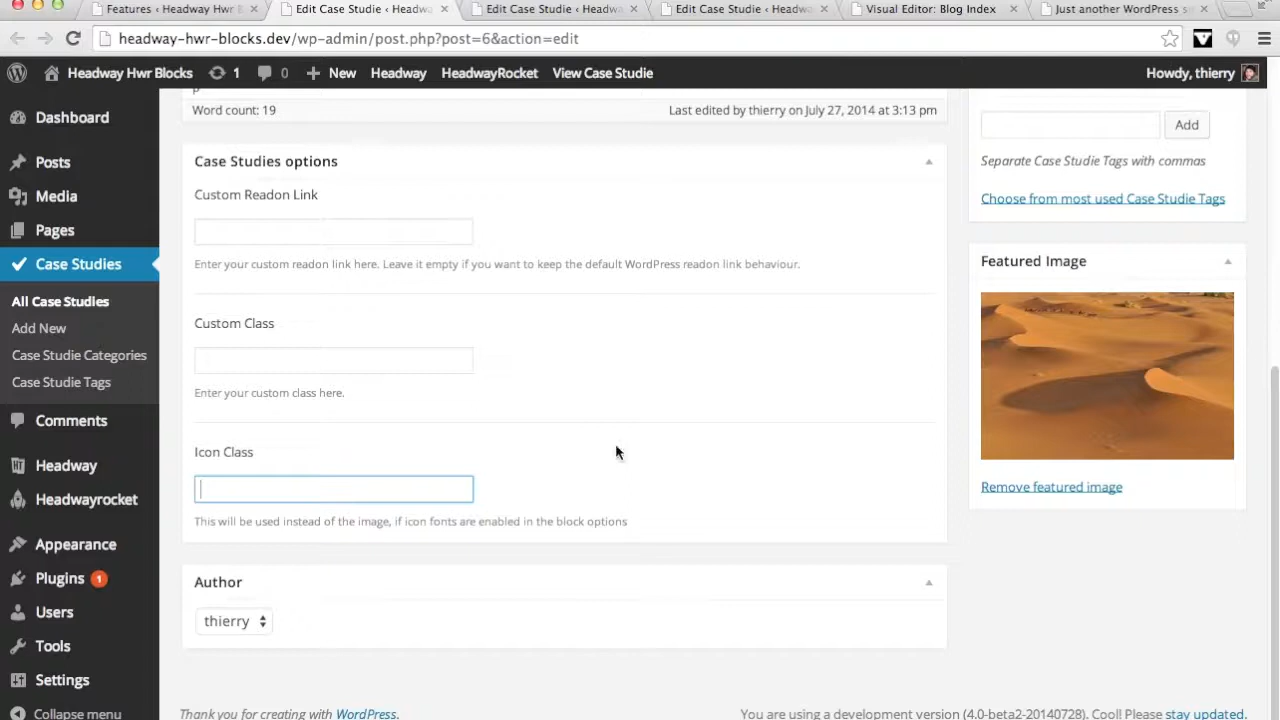 Features ‹ Headway Hwr B
Edit Case Studie ‹ Headwa
Edit Case Studie ‹ Headwa
Edit Case Studie ‹ Headwa
Visual Editor: Blog Index
Just another WordPress s
headway-hwr-blocks.dev/wp-admin/post.php?post=6&action=edit
Headway Hwr Blocks 1 0 New Headway HeadwayRocket View Case Studie Howdy, thierry
Dashboard
Posts
Media
Pages
Case Studies
All Case Studies
Add New
Case Studie Categories
Case Studie Tags
Comments
Headway
Headwayrocket
Appearance
Plugins 1
Users
Tools
Settings
Collapse menu
p
Word count: 19 Last edited by thierry on July 27, 2014 at 3:13 pm
Case Studies options
Custom Readon Link
Enter your custom readon link here. Leave it empty if you want to keep the default WordPress readon link behaviour.
Custom Class
Enter your custom class here.
Icon Class
This will be used instead of the image, if icon fonts are enabled in the block options
Author
thierry
Add
Separate Case Studie Tags with commas
Choose from most used Case Studie Tags
Featured Image
Remove featured image
Thank you for creating with WordPress.
You are using a development version (4.0-beta2-20140728). Cool! Please stay updated.